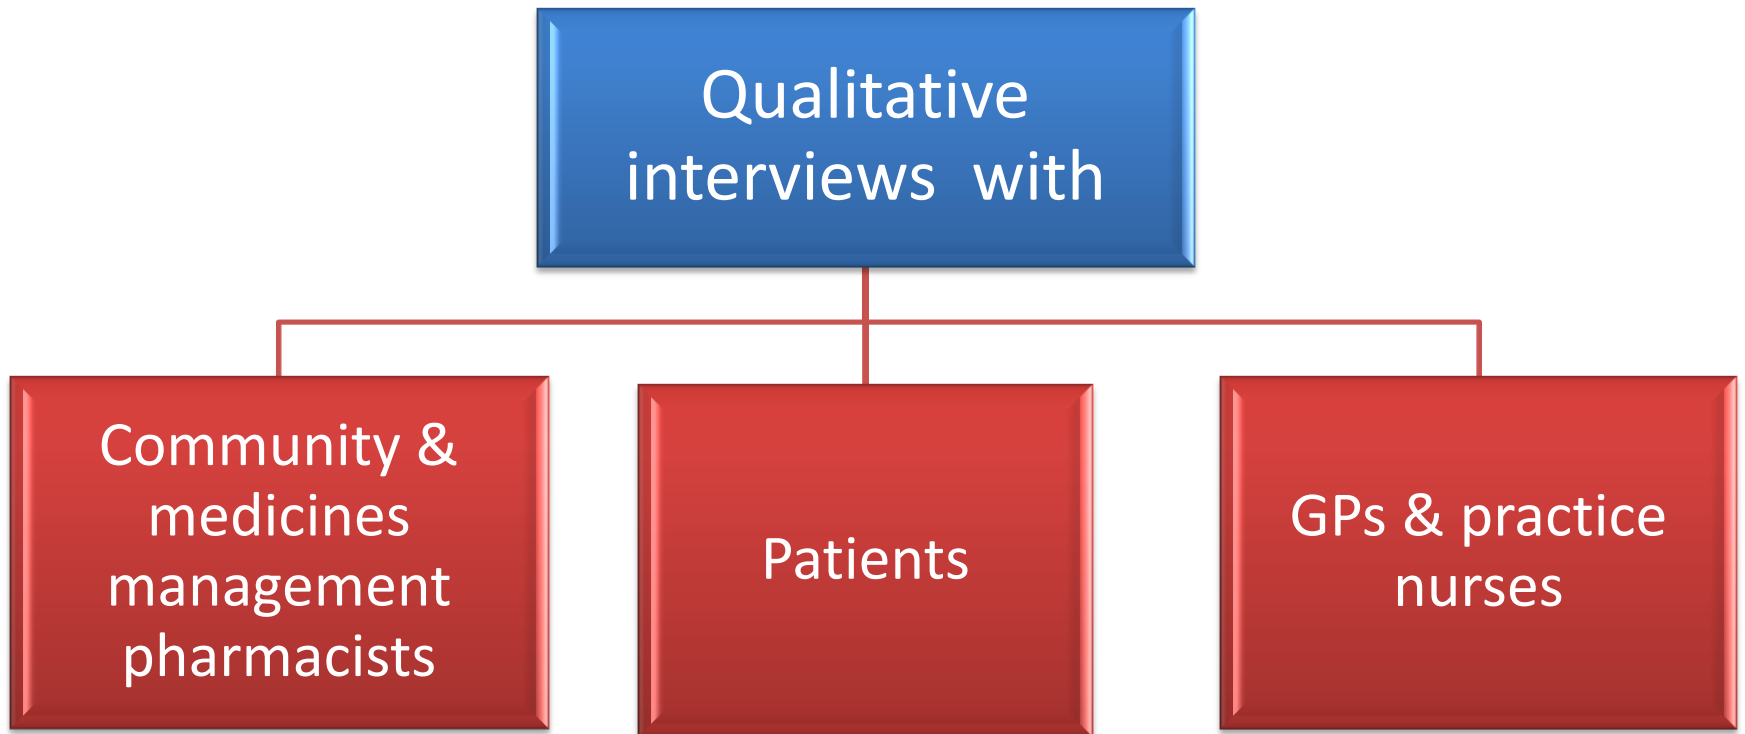 Qualitative
interviews  with
Community &
medicines
management
pharmacists
Patients
GPs & practice
nurses